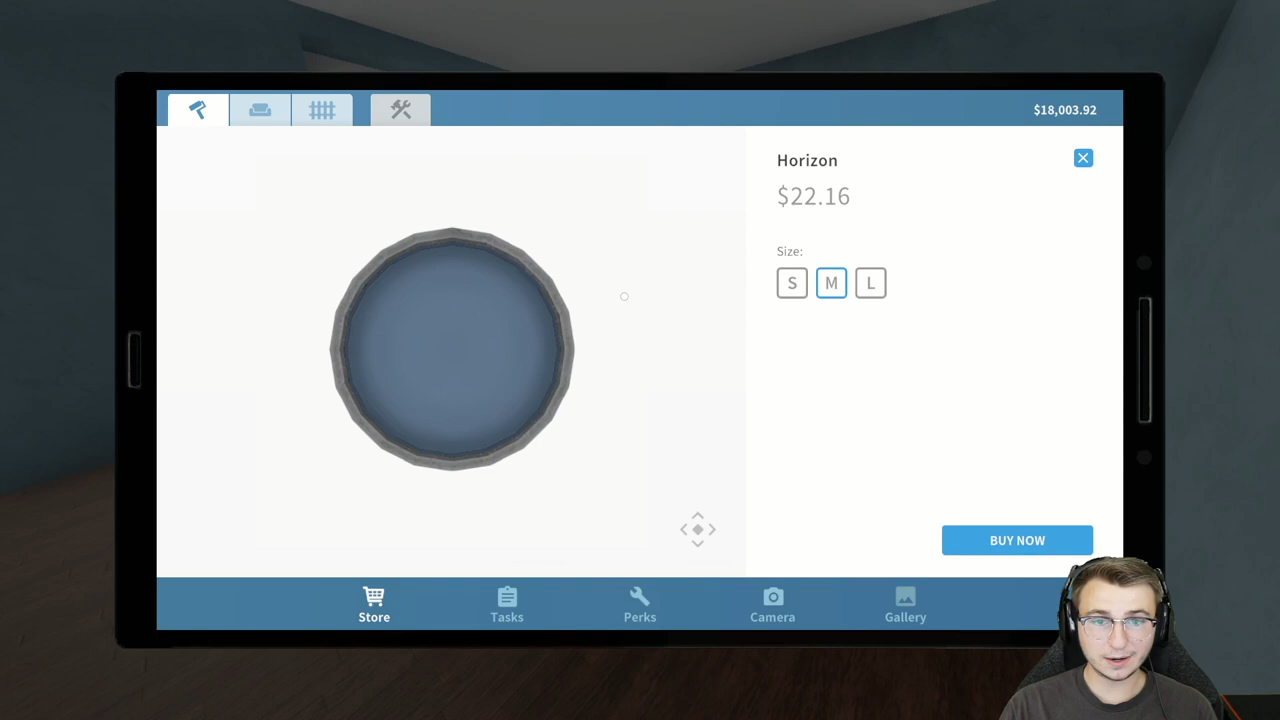 $18,003.92
Horizon
$22.16
Size:
S M L
BUY NOW
Store Tasks Perks Camera Gallery